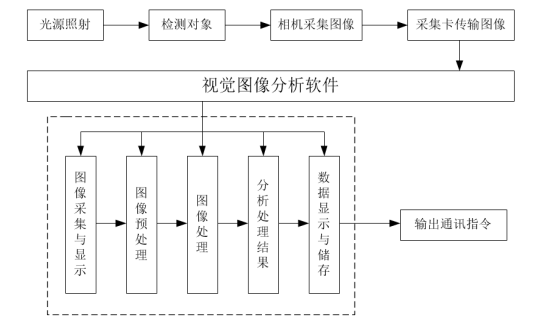 光源照射
检测对象
相机采集图像
采集卡传输图像
视觉图像分析软件
图像采集与显示
图像预处理
图像处理
分析处理结果
数据显示与储存
输出通讯指令